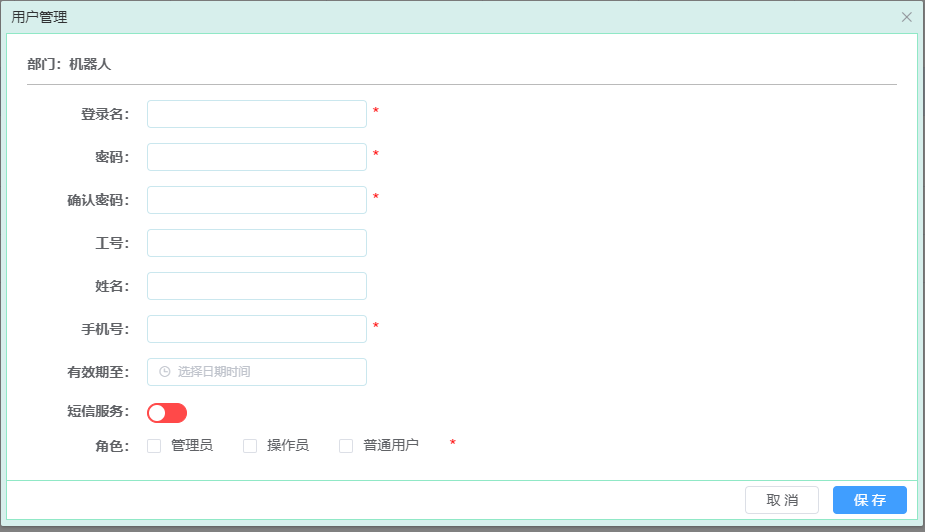 用户管理
部门：机器人
登录名： *
密码： *
确认密码： *
工号：
姓名：
手机号： *
有效期至： 选择日期时间
短信服务：
角色： 管理员 操作员 普通用户 *
取 消 保 存